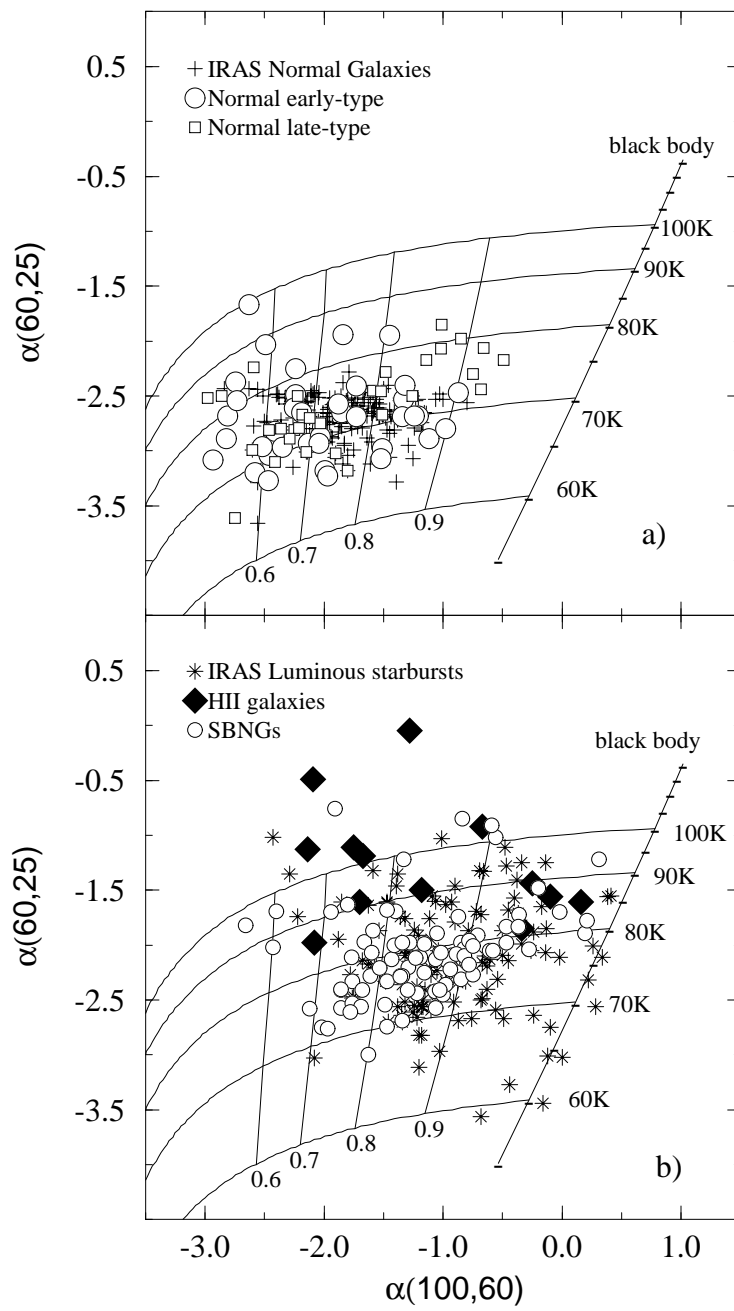 0.5
IRAS Normal Galaxies
Normal early-type
Normal late-type
black body
-0.5
100K
90K
-1.5
80K
α(60,25)
-2.5
70K
60K
-3.5
0.9
0.8
0.7
0.6
a)
0.5
IRAS Luminous starbursts
HII galaxies
SBNGs
black body
-0.5
100K
90K
-1.5
80K
α(60,25)
-2.5
70K
60K
-3.5
0.9
0.8
0.7
0.6
b)
-3.0 -2.0 -1.0 0.0 1.0
α(100,60)